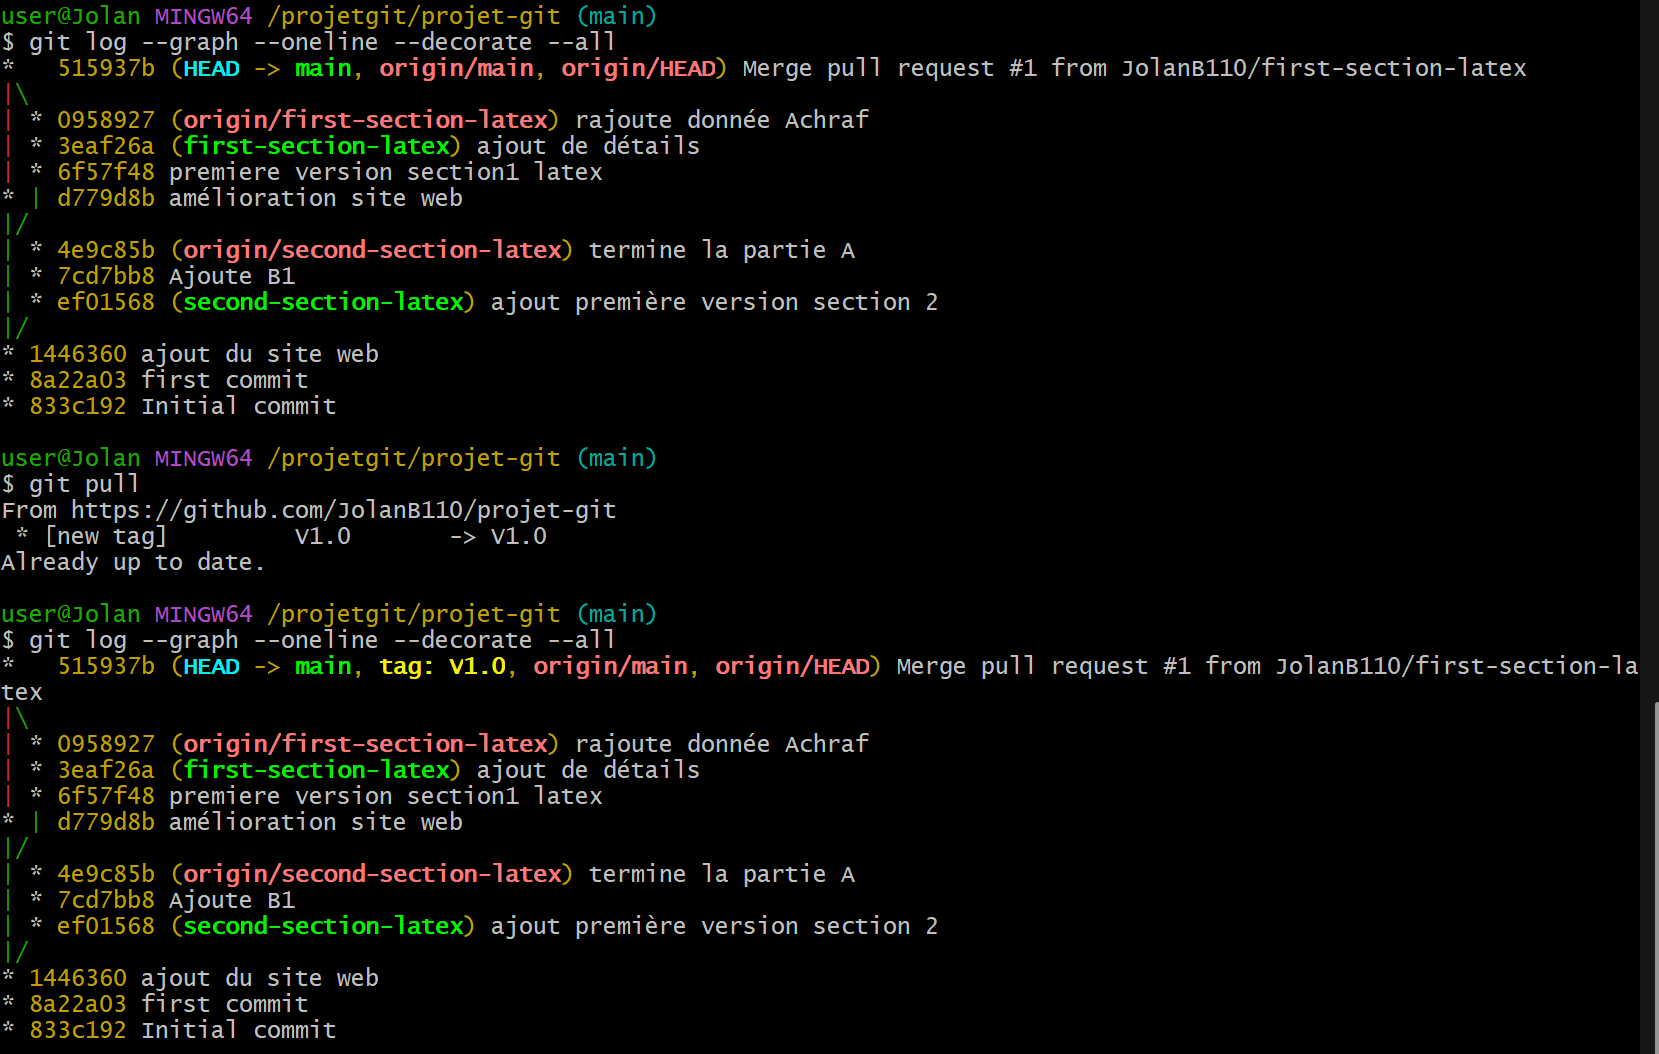 user@Jolan MINGW64 /projetgit/projet-git (main)
$ git log --graph --oneline --decorate --all
*   515937b (HEAD -> main, origin/main, origin/HEAD) Merge pull request #1 from JolanB110/first-section-latex
|\
| * 0958927 (origin/first-section-latex) rajoute donnée Achraf
| * 3eaf26a (first-section-latex) ajout de détails
| * 6f57f48 premiere version section1 latex
* | d779d8b amélioration site web
|/
| * 4e9c85b (origin/second-section-latex) termine la partie A
| * 7cd7bb8 Ajoute B1
| * ef01568 (second-section-latex) ajout première version section 2
|/
* 1446360 ajout du site web
* 8a22a03 first commit
* 833c192 Initial commit
user@Jolan MINGW64 /projetgit/projet-git (main)
$ git pull
From https://github.com/JolanB110/projet-git
 * [new tag]         V1.0       -> V1.0
Already up to date.
user@Jolan MINGW64 /projetgit/projet-git (main)
$ git log --graph --oneline --decorate --all
*   515937b (HEAD -> main, tag: V1.0, origin/main, origin/HEAD) Merge pull request #1 from JolanB110/first-section-la
tex
|\
| * 0958927 (origin/first-section-latex) rajoute donnée Achraf
| * 3eaf26a (first-section-latex) ajout de détails
| * 6f57f48 premiere version section1 latex
* | d779d8b amélioration site web
|/
| * 4e9c85b (origin/second-section-latex) termine la partie A
| * 7cd7bb8 Ajoute B1
| * ef01568 (second-section-latex) ajout première version section 2
|/
* 1446360 ajout du site web
* 8a22a03 first commit
* 833c192 Initial commit